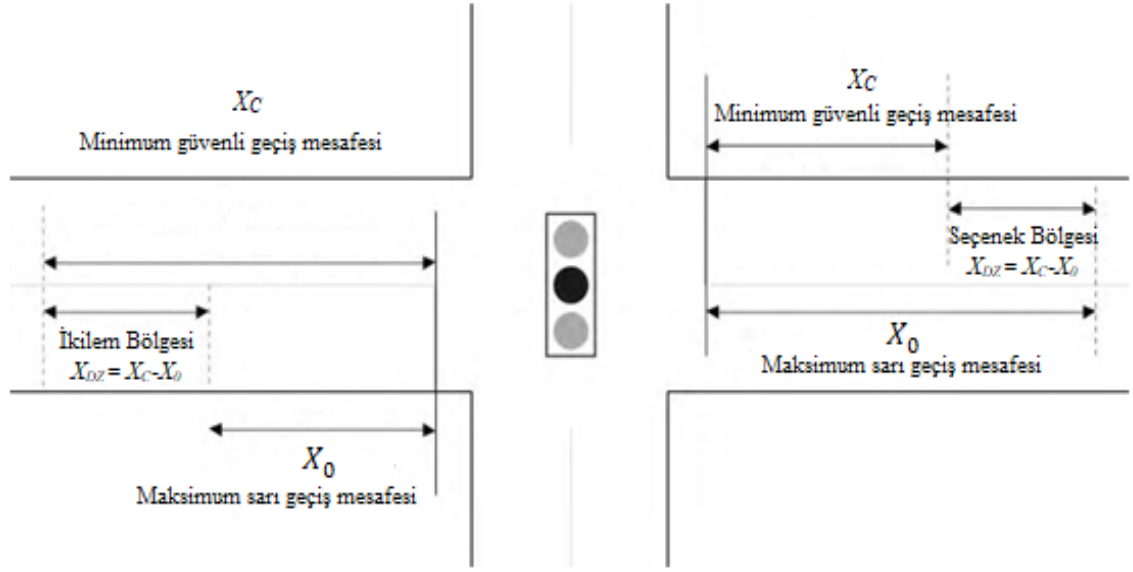 X_C
Minimum güvenli geçiş mesafesi
İkilem Bölgesi
X_DZ = X_C-X_0
X_0
Maksimum sarı geçiş mesafesi
X_C
Minimum güvenli geçiş mesafesi
Seçenek Bölgesi
X_DZ = X_C-X_0
X_0
Maksimum sarı geçiş mesafesi